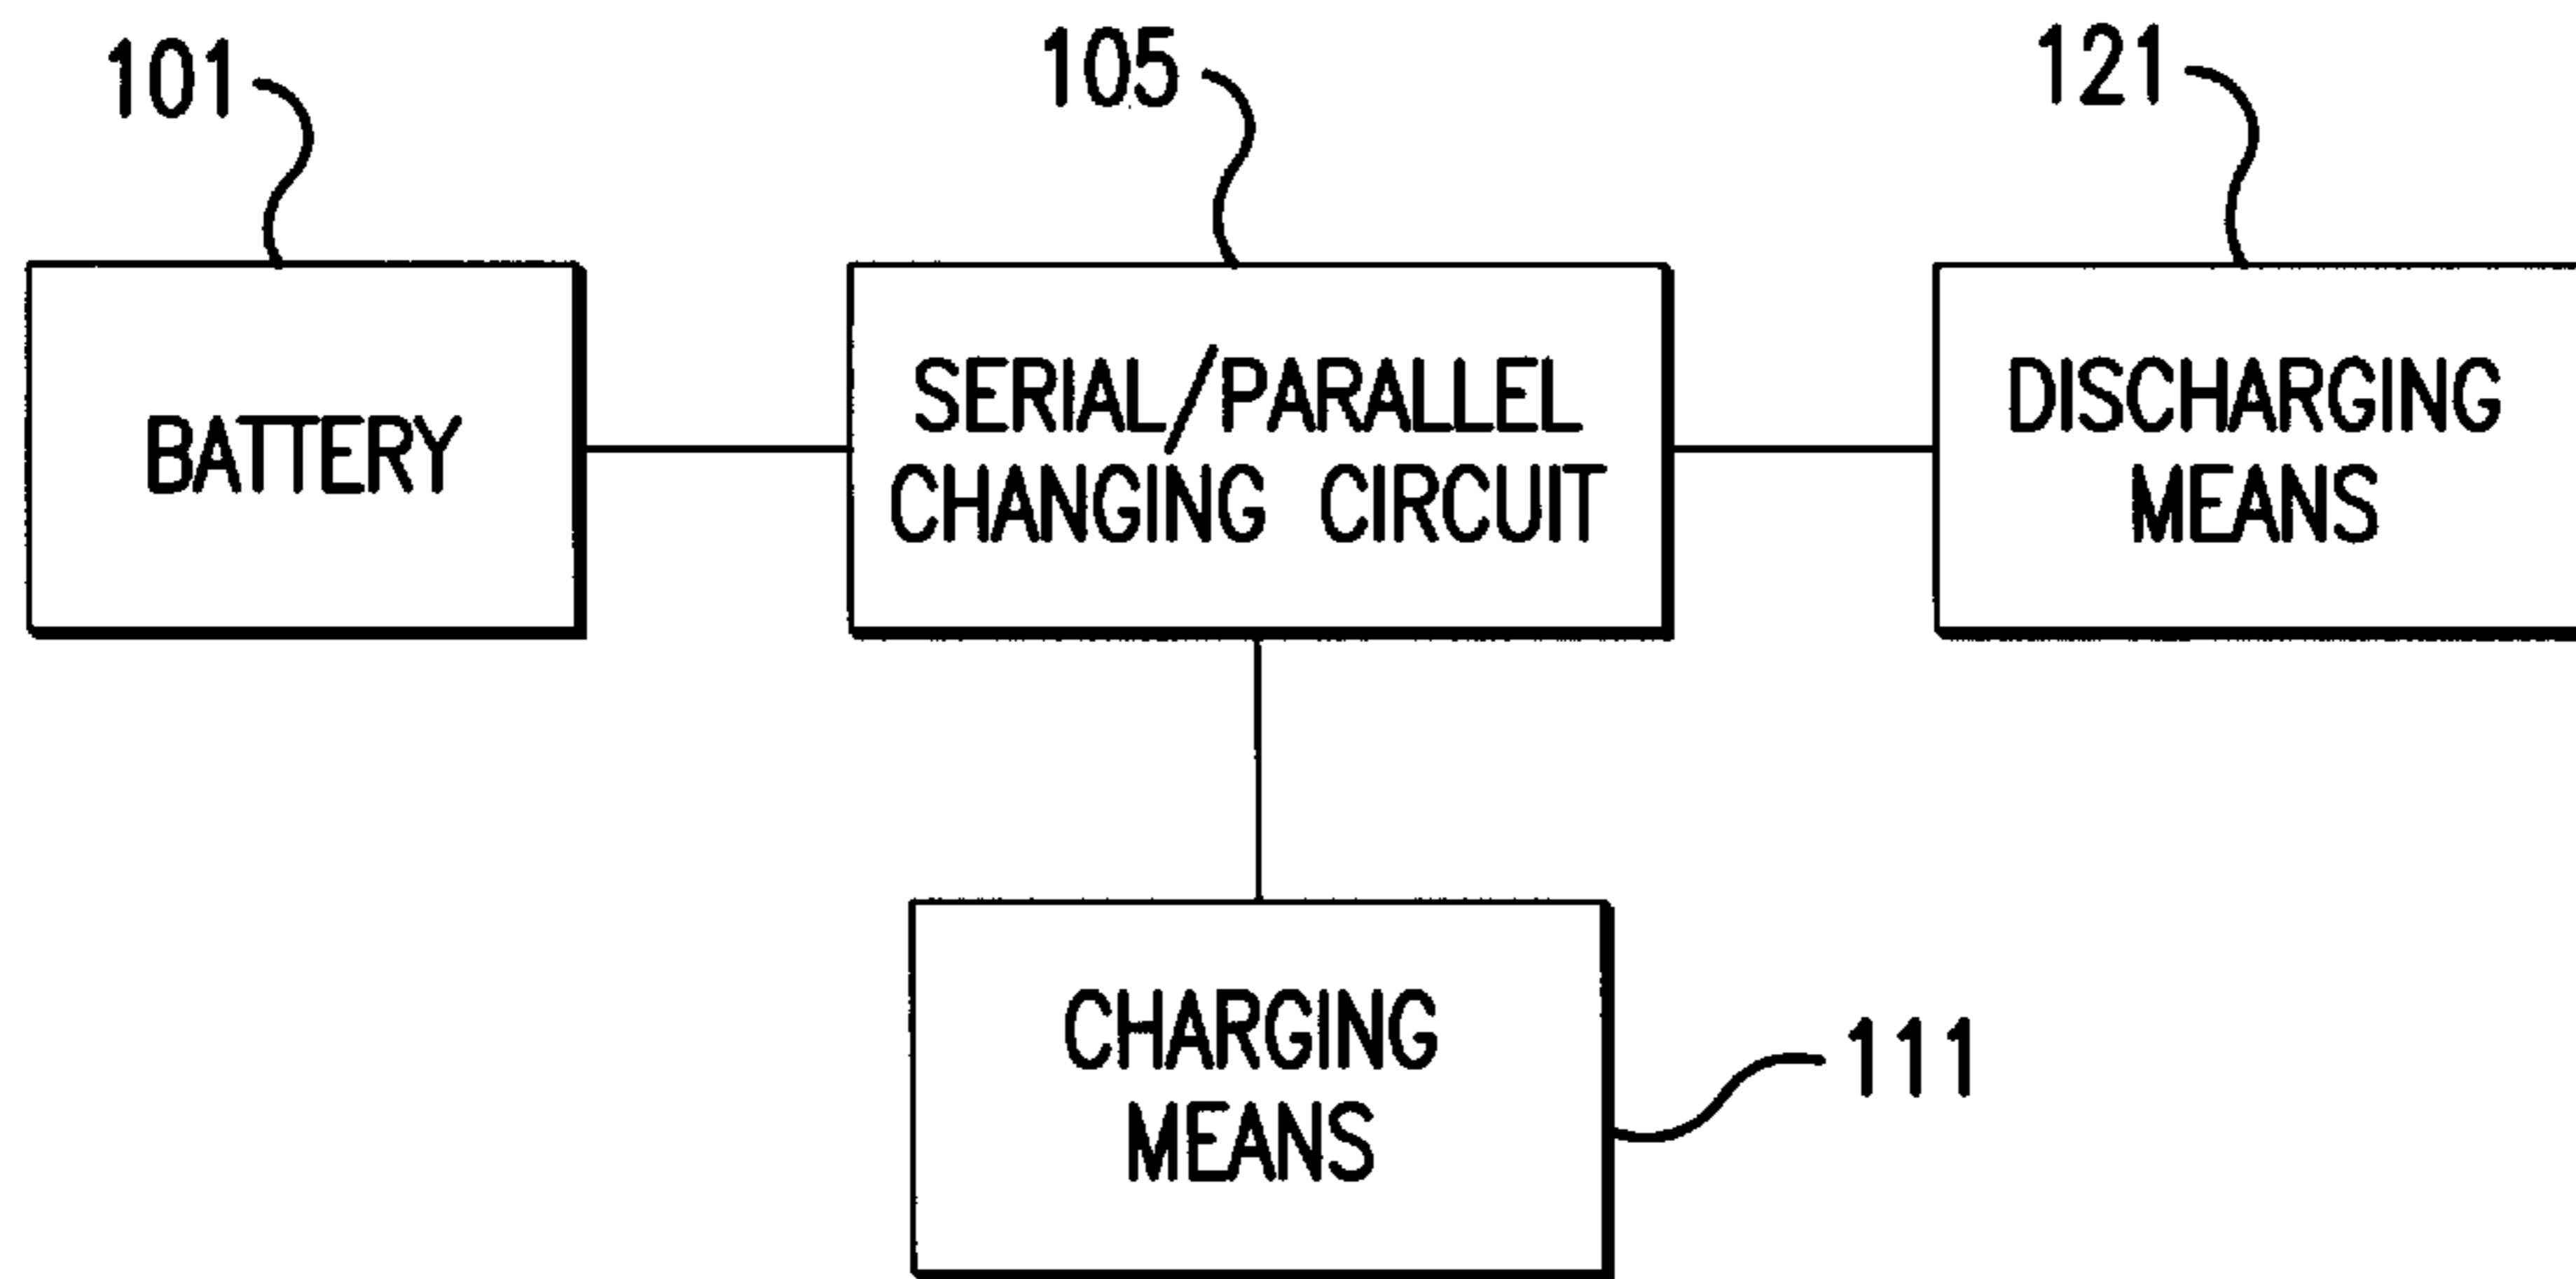 101
105
121
BATTERY
SERIAL/PARALLEL
CHANGING CIRCUIT
DISCHARGING
MEANS
CHARGING
MEANS
111